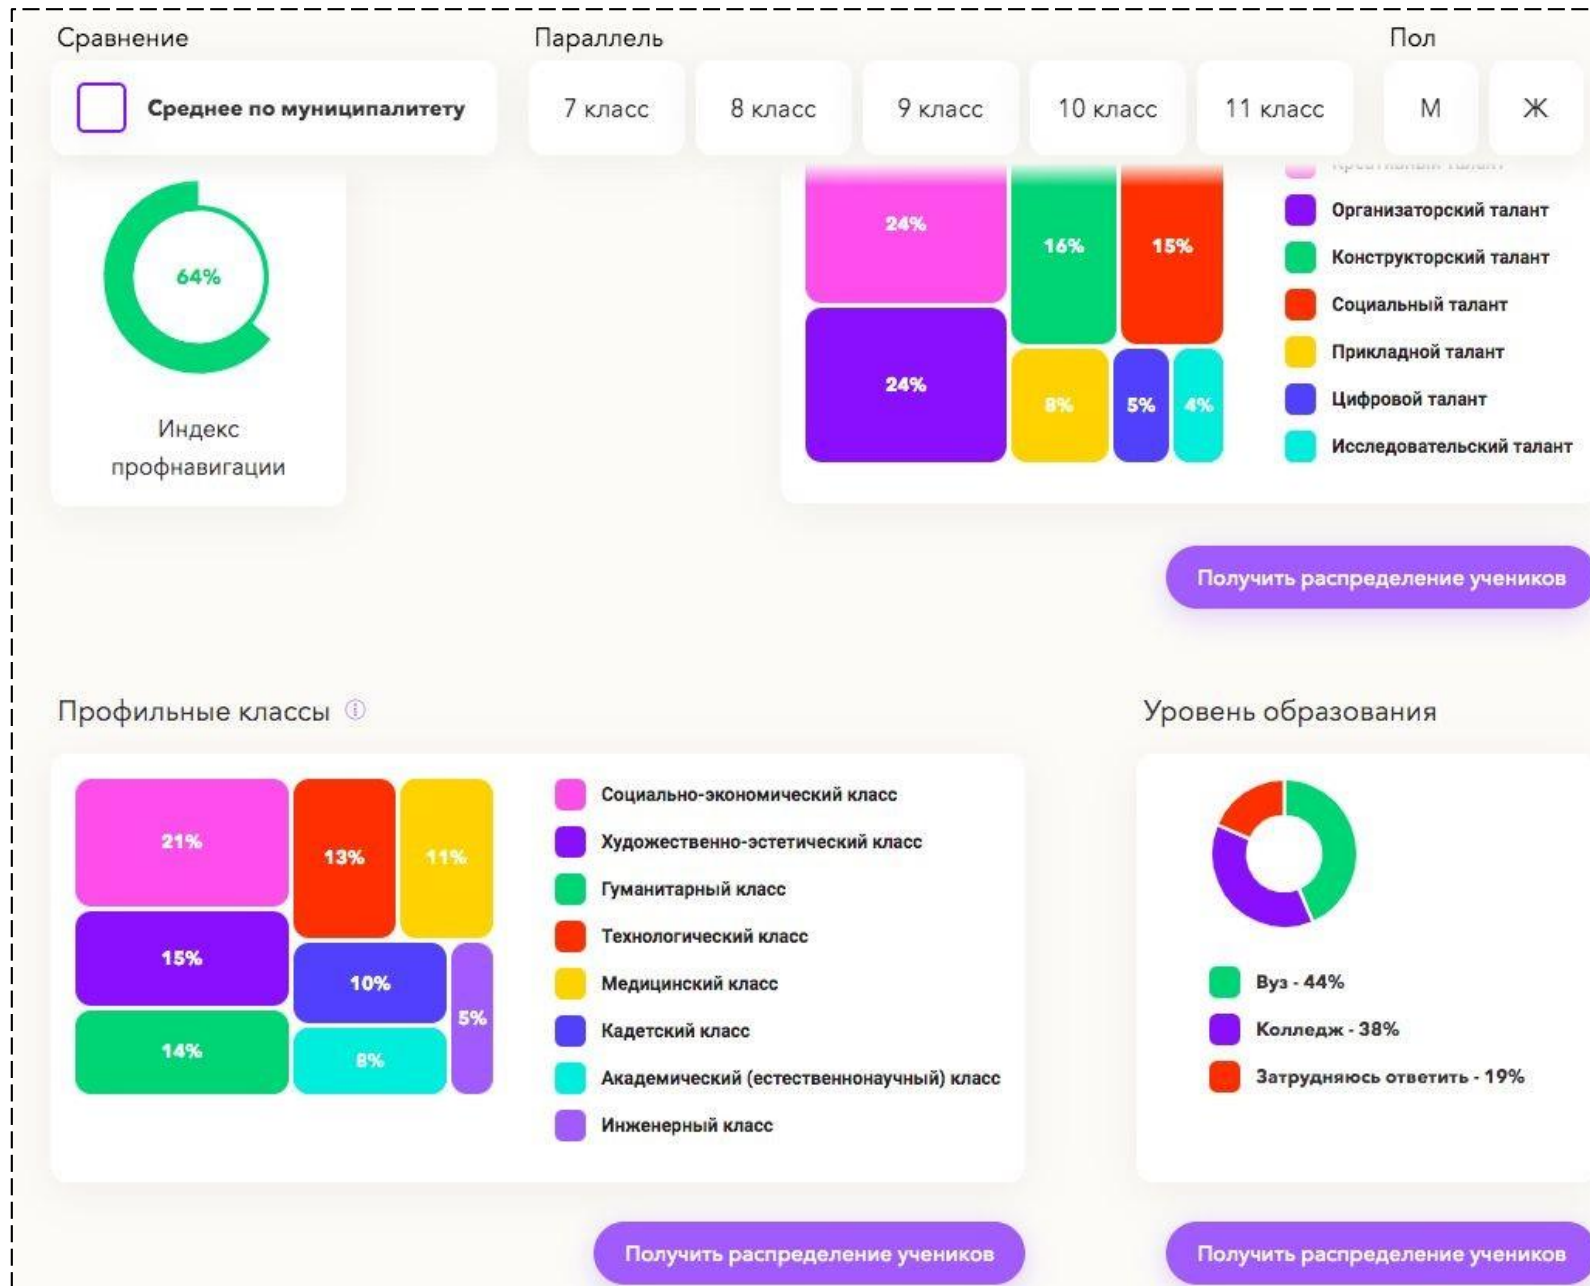 Сравнение
Параллель
Пол
Среднее по муниципалитету
7 класс
8 класс
9 класс
10 класс
11 класс
М
Ж
64%
Индекс
профнавигации
24%
16%
15%
24%
8%
5%
4%
Креативный талант
Организаторский талант
Конструкторский талант
Социальный талант
Прикладной талант
Цифровой талант
Исследовательский талант
Получить распределение учеников
Профильные классы
21%
13%
11%
15%
10%
5%
14%
8%
Социально-экономический класс
Художественно-эстетический класс
Гуманитарный класс
Технологический класс
Медицинский класс
Кадетский класс
Академический (естественнонаучный) класс
Инженерный класс
Получить распределение учеников
Уровень образования
Вуз - 44%
Колледж - 38%
Затрудняюсь ответить - 19%
Получить распределение учеников